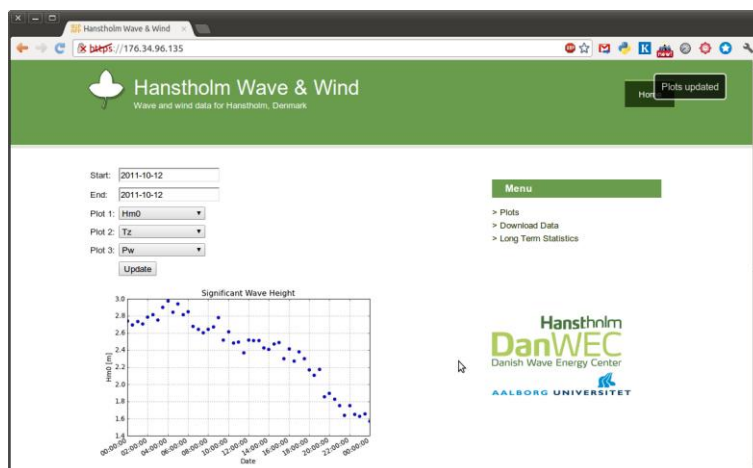 Hanstholm Wave & Wind
https://176.34.96.135
Hanstholm Wave & Wind
Wave and wind data for Hanstholm, Denmark
Home
Plots updated
Start: 2011-10-12
End: 2011-10-12
Plot 1: Hm0
Plot 2: Tz
Plot 3: Pw
Update
Menu
> Plots
> Download Data
> Long Term Statistics
Significant Wave Height
3.0
2.8
2.6
2.4
2.2
2.0
1.8
1.6
1.4
Hm0 [m]
00:00:00
02:00:00
04:00:00
06:00:00
08:00:00
10:00:00
12:00:00
14:00:00
16:00:00
18:00:00
20:00:00
22:00:00
00:00:00
Date
Hanstholm
DanWEC
Danish Wave Energy Center
AALBORG UNIVERSITET